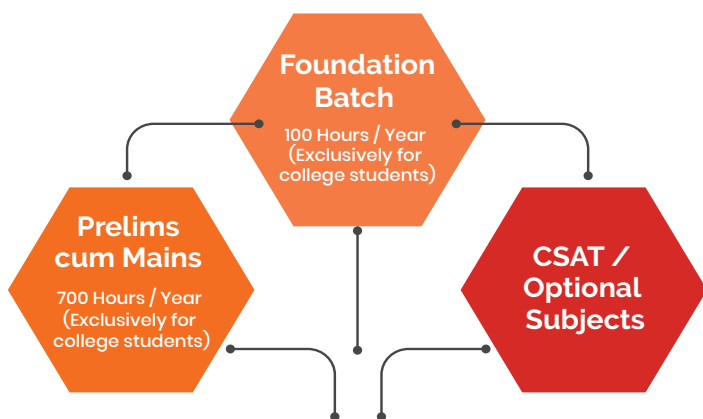 Foundation
Batch
100 Hours / Year
(Exclusively for
college students)
Prelims
cum Mains
700 Hours / Year
(Exclusively for
college students)
CSAT /
Optional
Subjects